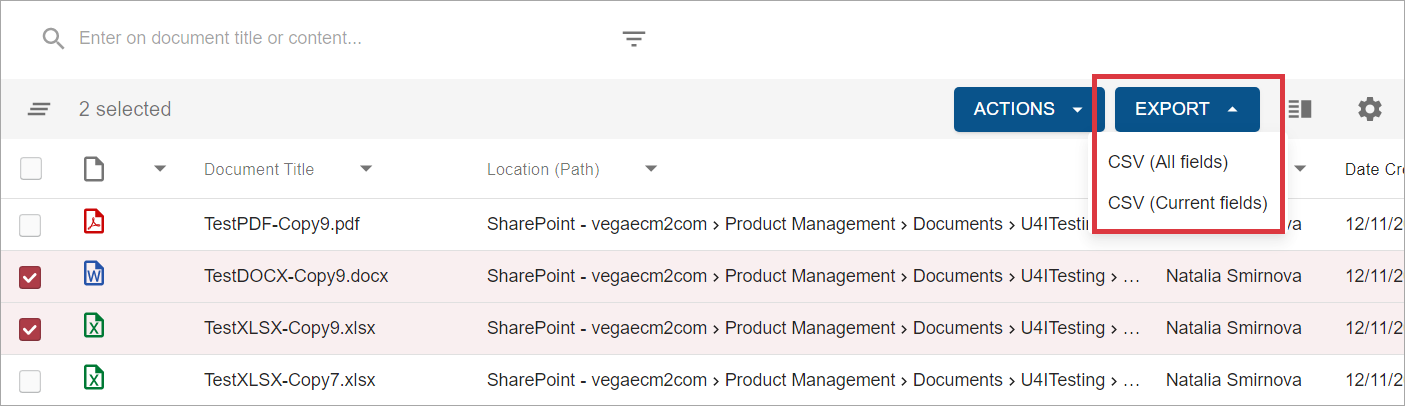 Enter on document title or content...
2 selected ACTIONS EXPORT
CSV (All fields)
CSV (Current fields)
Document Title Location (Path) Date Cr
TestPDF-Copy9.pdf SharePoint - vegaecm2com › Product Management › Documents › U4ITesting va 12/11/2
TestDOCX-Copy9.docx SharePoint - vegaecm2com › Product Management › Documents › U4ITesting › ... Natalia Smirnova 12/11/2
TestXLSX-Copy9.xlsx SharePoint - vegaecm2com › Product Management › Documents › U4ITesting › ... Natalia Smirnova 12/11/2
TestXLSX-Copy7.xlsx SharePoint - vegaecm2com › Product Management › Documents › U4ITesting › ... Natalia Smirnova 12/11/2